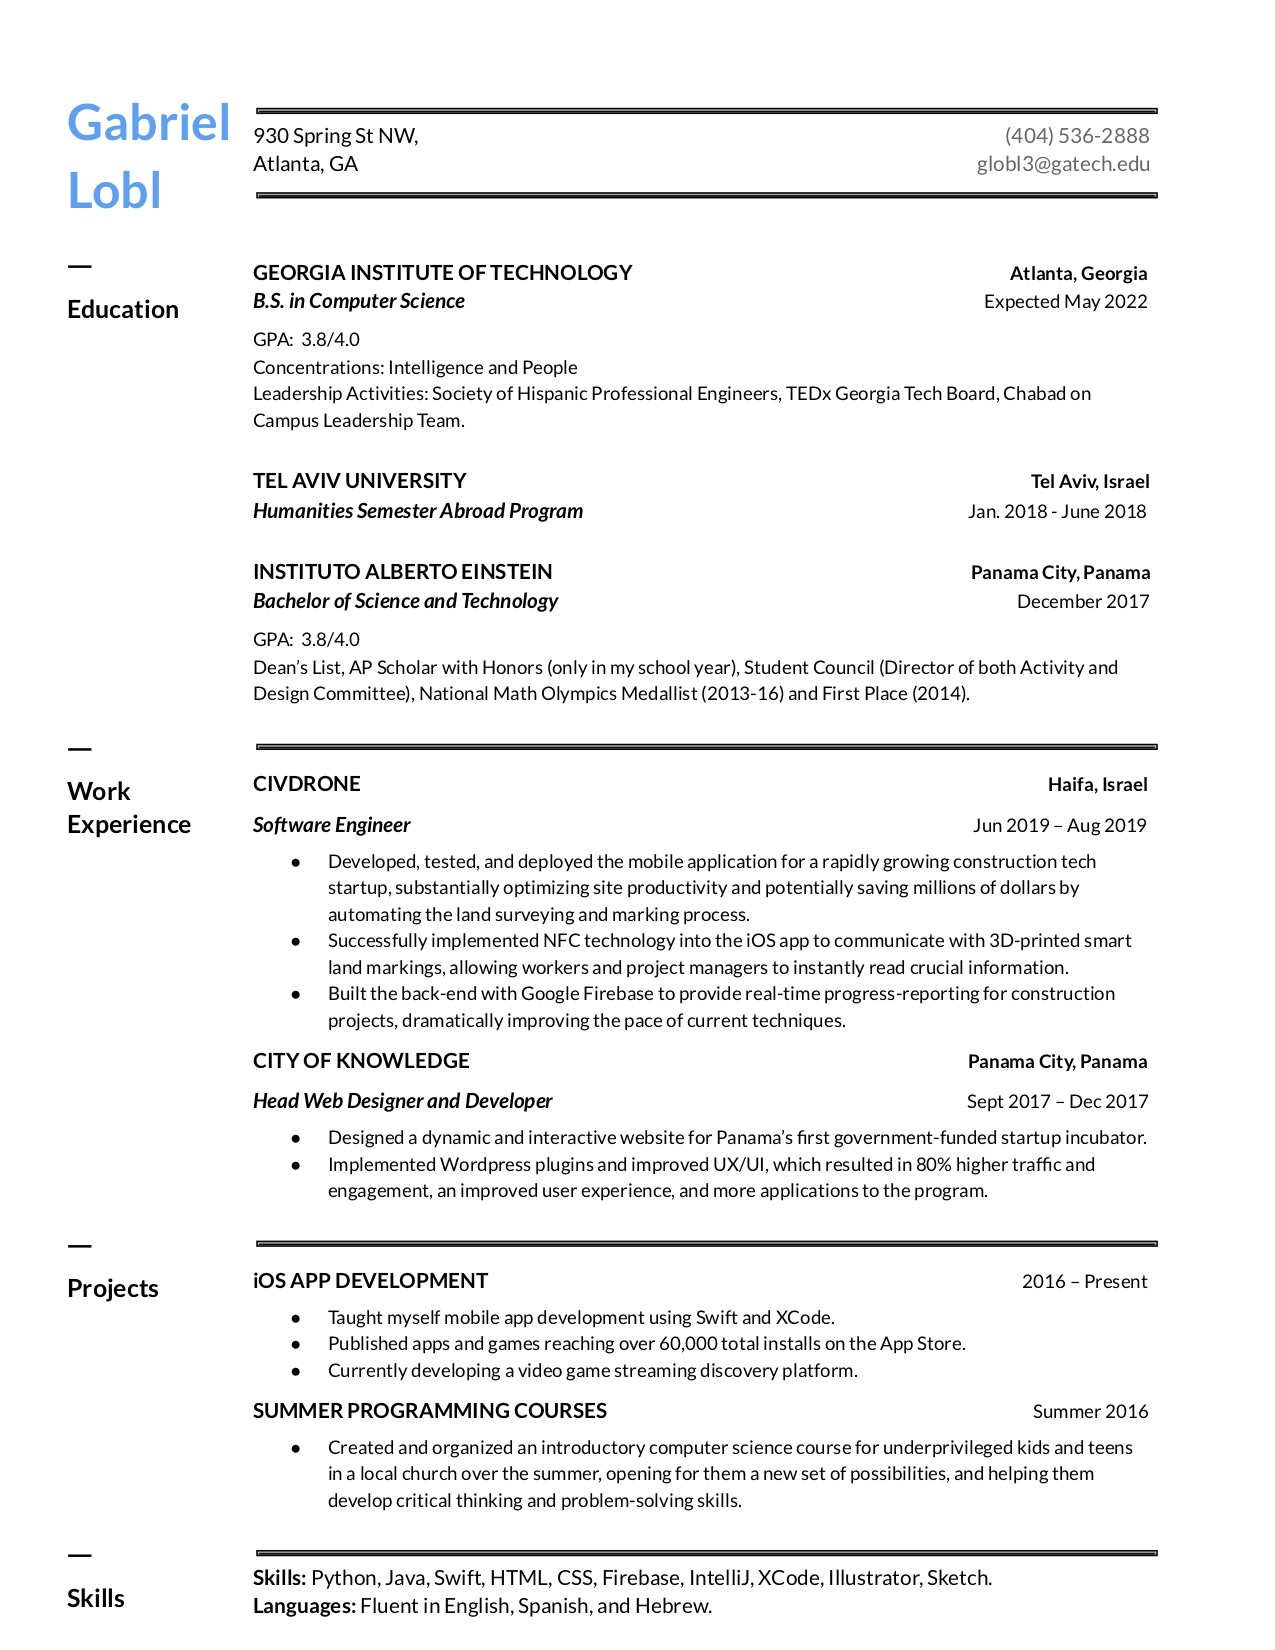 Gabriel
Lobl
930 Spring St NW,
Atlanta, GA
(404) 536-2888
globl3@gatech.edu
—
Education
GEORGIA INSTITUTE OF TECHNOLOGY Atlanta, Georgia
B.S. in Computer Science Expected May 2022
GPA: 3.8/4.0
Concentrations: Intelligence and People
Leadership Activities: Society of Hispanic Professional Engineers, TEDx Georgia Tech Board, Chabad on
Campus Leadership Team.
TEL AVIV UNIVERSITY Tel Aviv, Israel
Humanities Semester Abroad Program Jan. 2018 - June 2018
INSTITUTO ALBERTO EINSTEIN Panama City, Panama
Bachelor of Science and Technology December 2017
GPA: 3.8/4.0
Dean’s List, AP Scholar with Honors (only in my school year), Student Council (Director of both Activity and
Design Committee), National Math Olympics Medallist (2013-16) and First Place (2014).
—
Work
Experience
CIVDRONE Haifa, Israel
Software Engineer Jun 2019 – Aug 2019
● Developed, tested, and deployed the mobile application for a rapidly growing construction tech
startup, substantially optimizing site productivity and potentially saving millions of dollars by
automating the land surveying and marking process.
● Successfully implemented NFC technology into the iOS app to communicate with 3D-printed smart
land markings, allowing workers and project managers to instantly read crucial information.
● Built the back-end with Google Firebase to provide real-time progress-reporting for construction
projects, dramatically improving the pace of current techniques.
CITY OF KNOWLEDGE Panama City, Panama
Head Web Designer and Developer Sept 2017 – Dec 2017
● Designed a dynamic and interactive website for Panama’s first government-funded startup incubator.
● Implemented Wordpress plugins and improved UX/UI, which resulted in 80% higher traffic and
engagement, an improved user experience, and more applications to the program.
—
Projects
iOS APP DEVELOPMENT 2016 – Present
● Taught myself mobile app development using Swift and XCode.
● Published apps and games reaching over 60,000 total installs on the App Store.
● Currently developing a video game streaming discovery platform.
SUMMER PROGRAMMING COURSES Summer 2016
● Created and organized an introductory computer science course for underprivileged kids and teens
in a local church over the summer, opening for them a new set of possibilities, and helping them
develop critical thinking and problem-solving skills.
—
Skills
Skills: Python, Java, Swift, HTML, CSS, Firebase, IntelliJ, XCode, Illustrator, Sketch.
Languages: Fluent in English, Spanish, and Hebrew.